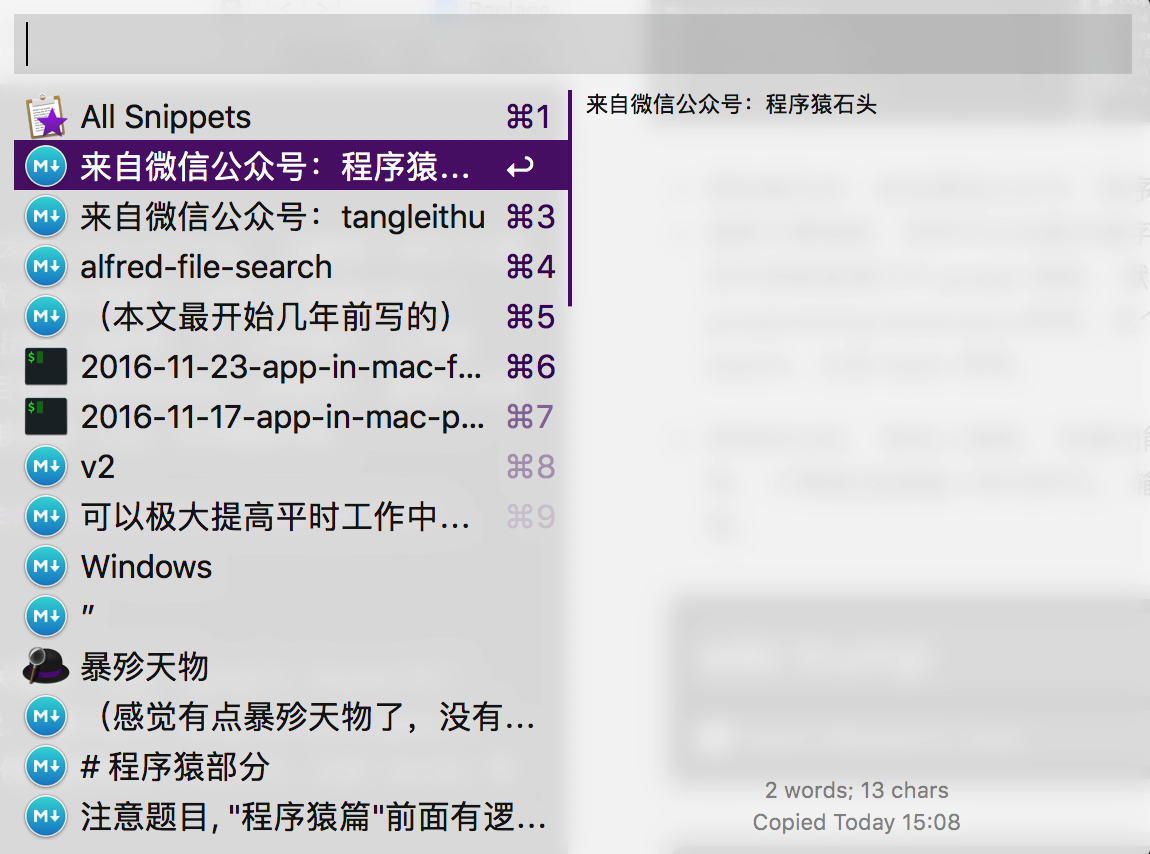 All Snippets ⌘1
来自微信公众号：程序猿石头
来自微信公众号：程序猿... ↩
来自微信公众号：tangleithu ⌘3
alfred-file-search ⌘4
（本文最开始几年前写的） ⌘5
2016-11-23-app-in-mac-f... ⌘6
2016-11-17-app-in-mac-p... ⌘7
v2 ⌘8
可以极大提高平时工作中... ⌘9
Windows
”
暴殄天物
（感觉有点暴殄天物了，没有...
# 程序猿部分
注意题目, "程序猿篇"前面有逻...
2 words; 13 chars
Copied Today 15:08